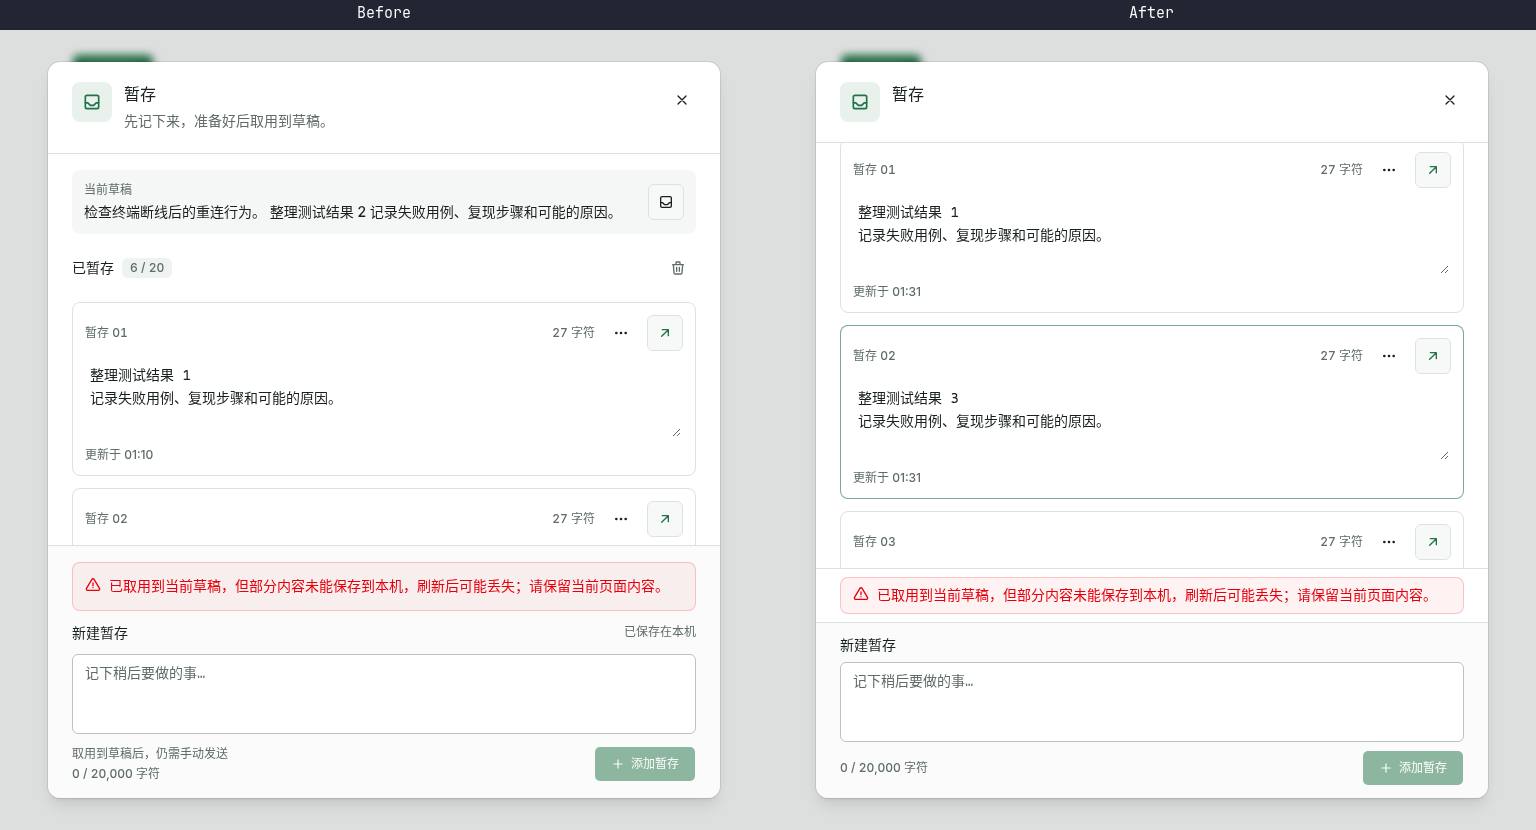 Before
暂存
先记下来，准备好后取用到草稿。
当前草稿
检查终端断线后的重连行为。 整理测试结果 2 记录失败用例、复现步骤和可能的原因。
已暂存 6 / 20
暂存 01 27 字符
整理测试结果 1
记录失败用例、复现步骤和可能的原因。
更新于 01:10
暂存 02 27 字符
已取用到当前草稿，但部分内容未能保存到本机，刷新后可能丢失；请保留当前页面内容。
新建暂存 已保存在本机
记下稍后要做的事…
取用到草稿后，仍需手动发送
0 / 20,000 字符
添加暂存
After
暂存
暂存 01 27 字符
整理测试结果 1
记录失败用例、复现步骤和可能的原因。
更新于 01:31
暂存 02 27 字符
整理测试结果 3
记录失败用例、复现步骤和可能的原因。
更新于 01:31
暂存 03 27 字符
已取用到当前草稿，但部分内容未能保存到本机，刷新后可能丢失；请保留当前页面内容。
新建暂存
记下稍后要做的事…
0 / 20,000 字符
添加暂存